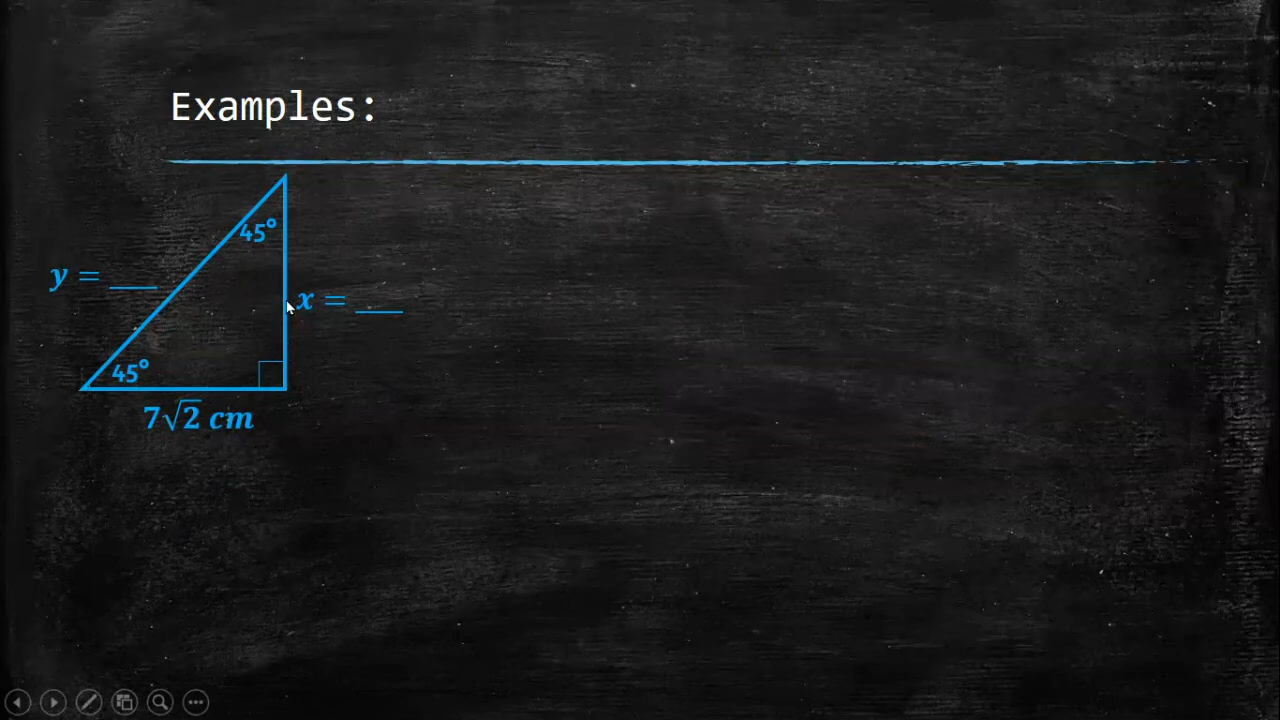 Examples:
45°
y = ___
x = ___
45°
7√2 cm